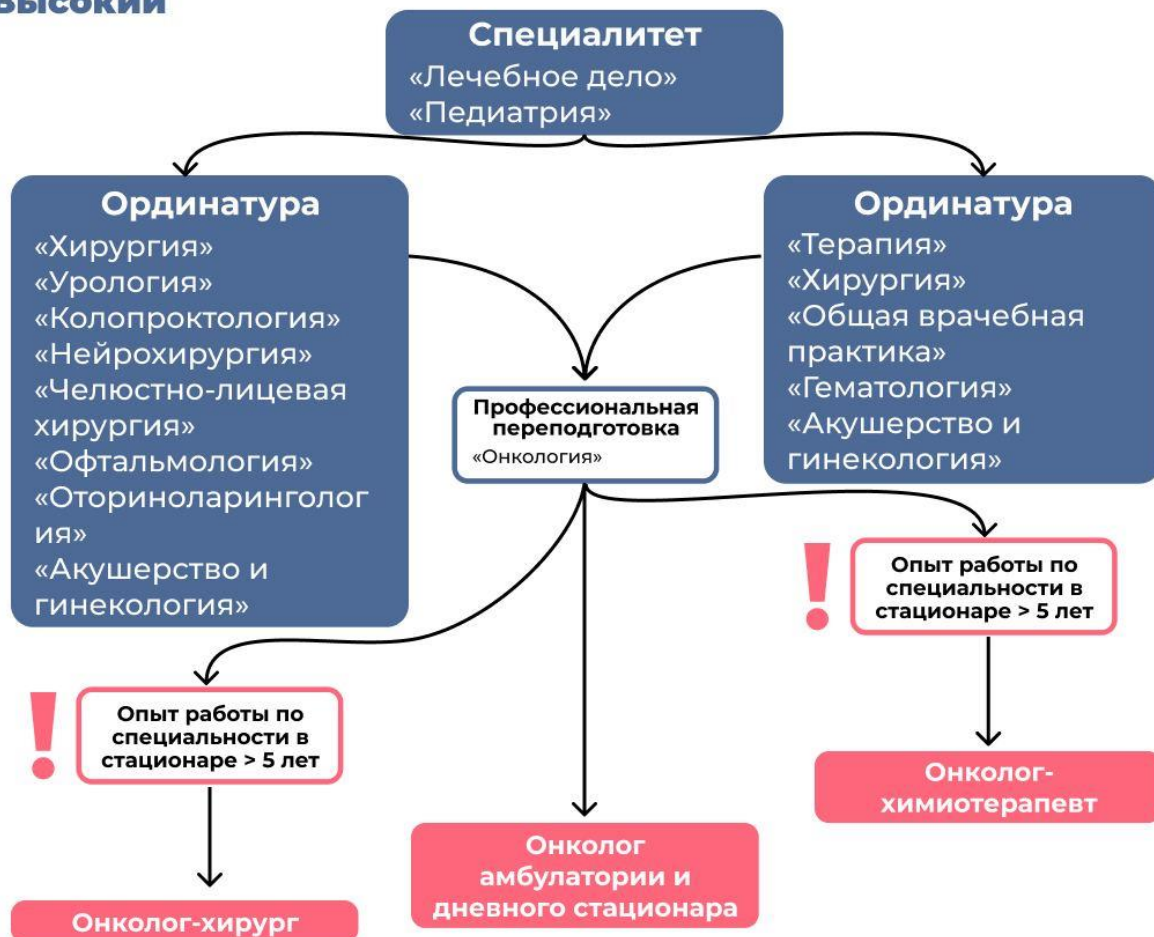 Высокий
Специалитет
«Лечебное дело»
«Педиатрия»
Ординатура
«Хирургия»
«Урология»
«Колопроктология»
«Нейрохирургия»
«Челюстно-лицевая
хирургия»
«Офтальмология»
«Оториноларинголог
ия»
«Акушерство и
гинекология»
Ординатура
«Терапия»
«Хирургия»
«Общая врачебная
практика»
«Гематология»
«Акушерство и
гинекология»
Профессиональная
переподготовка
«Онкология»
!
Опыт работы по
специальности в
стационаре > 5 лет
!
Опыт работы по
специальности в
стационаре > 5 лет
Онколог-
химиотерапевт
Онколог
амбулатории и
дневного стационара
Онколог-хирург